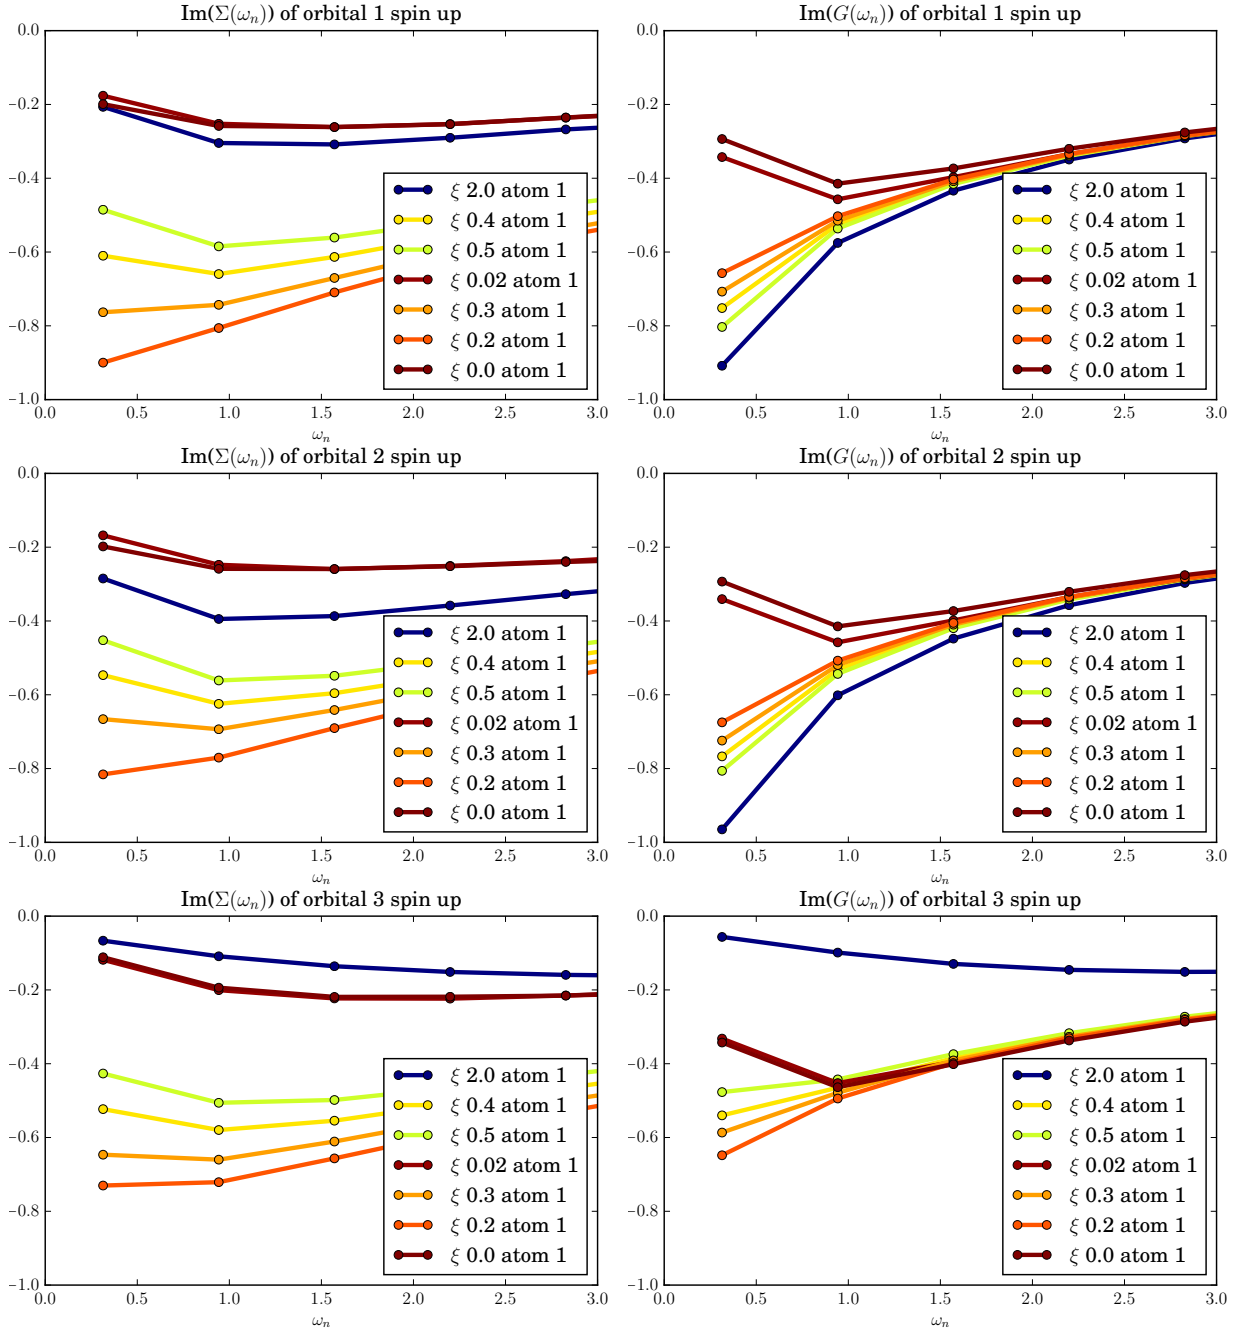 Im(Σ(ωₙ)) of orbital 1 spin up
0.0
−0.2
−0.4
−0.6
−0.8
−1.0
0.0 0.5 1.0 1.5 2.0 2.5 3.0
ωₙ
ξ 2.0 atom 1
ξ 0.4 atom 1
ξ 0.5 atom 1
ξ 0.02 atom 1
ξ 0.3 atom 1
ξ 0.2 atom 1
ξ 0.0 atom 1
Im(G(ωₙ)) of orbital 1 spin up
0.0
−0.2
−0.4
−0.6
−0.8
−1.0
0.0 0.5 1.0 1.5 2.0 2.5 3.0
ωₙ
ξ 2.0 atom 1
ξ 0.4 atom 1
ξ 0.5 atom 1
ξ 0.02 atom 1
ξ 0.3 atom 1
ξ 0.2 atom 1
ξ 0.0 atom 1
Im(Σ(ωₙ)) of orbital 2 spin up
0.0
−0.2
−0.4
−0.6
−0.8
−1.0
0.0 0.5 1.0 1.5 2.0 2.5 3.0
ωₙ
ξ 2.0 atom 1
ξ 0.4 atom 1
ξ 0.5 atom 1
ξ 0.02 atom 1
ξ 0.3 atom 1
ξ 0.2 atom 1
ξ 0.0 atom 1
Im(G(ωₙ)) of orbital 2 spin up
0.0
−0.2
−0.4
−0.6
−0.8
−1.0
0.0 0.5 1.0 1.5 2.0 2.5 3.0
ωₙ
ξ 2.0 atom 1
ξ 0.4 atom 1
ξ 0.5 atom 1
ξ 0.02 atom 1
ξ 0.3 atom 1
ξ 0.2 atom 1
ξ 0.0 atom 1
Im(Σ(ωₙ)) of orbital 3 spin up
0.0
−0.2
−0.4
−0.6
−0.8
−1.0
0.0 0.5 1.0 1.5 2.0 2.5 3.0
ωₙ
ξ 2.0 atom 1
ξ 0.4 atom 1
ξ 0.5 atom 1
ξ 0.02 atom 1
ξ 0.3 atom 1
ξ 0.2 atom 1
ξ 0.0 atom 1
Im(G(ωₙ)) of orbital 3 spin up
0.0
−0.2
−0.4
−0.6
−0.8
−1.0
0.0 0.5 1.0 1.5 2.0 2.5 3.0
ωₙ
ξ 2.0 atom 1
ξ 0.4 atom 1
ξ 0.5 atom 1
ξ 0.02 atom 1
ξ 0.3 atom 1
ξ 0.2 atom 1
ξ 0.0 atom 1